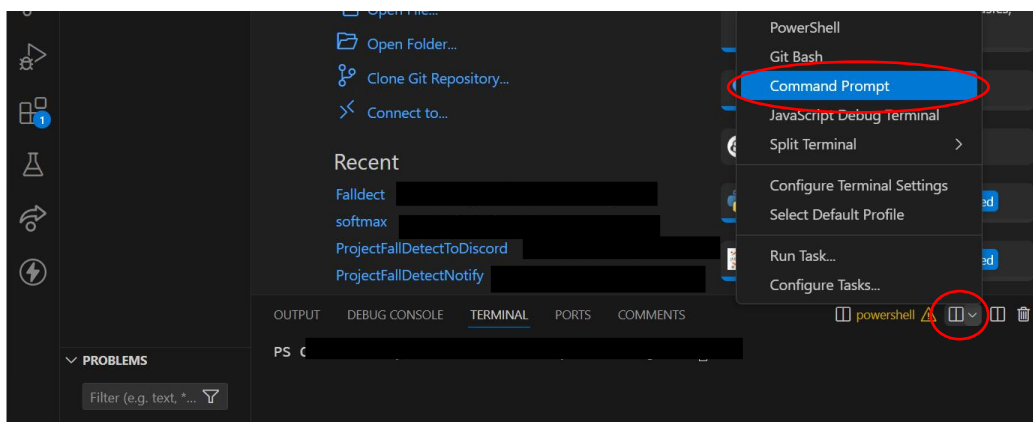 Open Folder...
Clone Git Repository...
Connect to...
Recent
Falldect
softmax
ProjectFallDetectToDiscord
ProjectFallDetectNotify
PowerShell
Git Bash
Command Prompt
JavaScript Debug Terminal
Split Terminal
Configure Terminal Settings
Select Default Profile
Run Task...
Configure Tasks...
1
OUTPUT DEBUG CONSOLE TERMINAL PORTS COMMENTS powershell
PROBLEMS
PS
Filter (e.g. text, *...